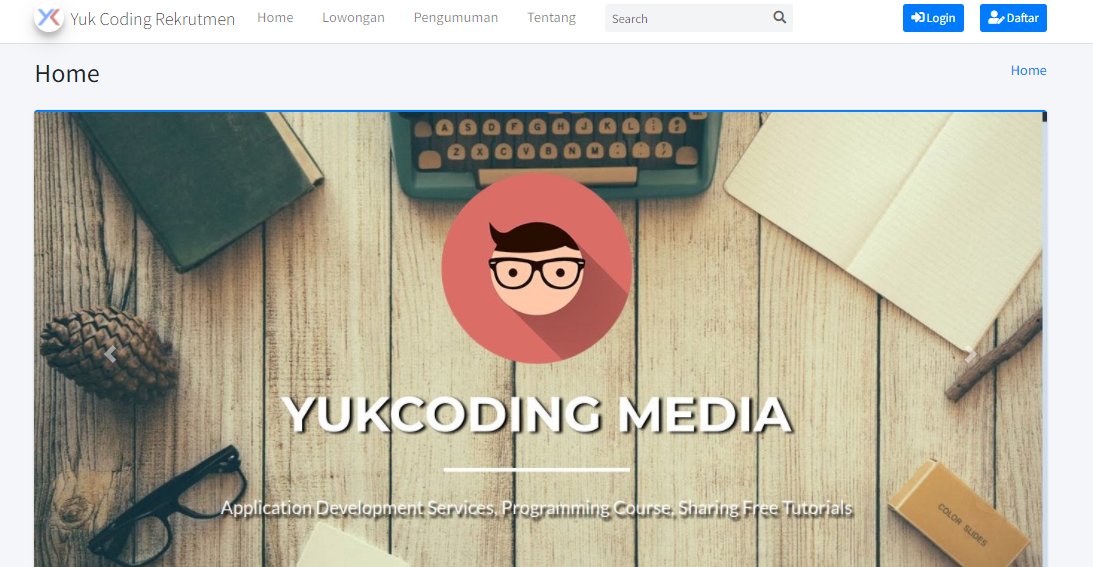 Yuk Coding Rekrutmen Home Lowongan Pengumuman Tentang Search Login Daftar
Home Home
A S D F G H J K L
Z X C V B N M
YUKCODING MEDIA
Application Development Services, Programming Course, Sharing Free Tutorials
COLOR SLIDES